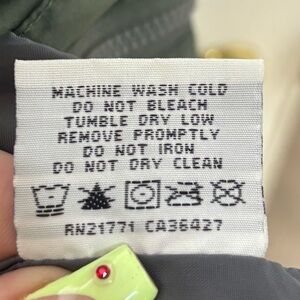 MACHINE WASH COLD
DO NOT BLEACH
TUMBLE DRY LOW
REMOVE PROMPTLY
DO NOT IRON
DO NOT DRY CLEAN
RN21771 CA36427